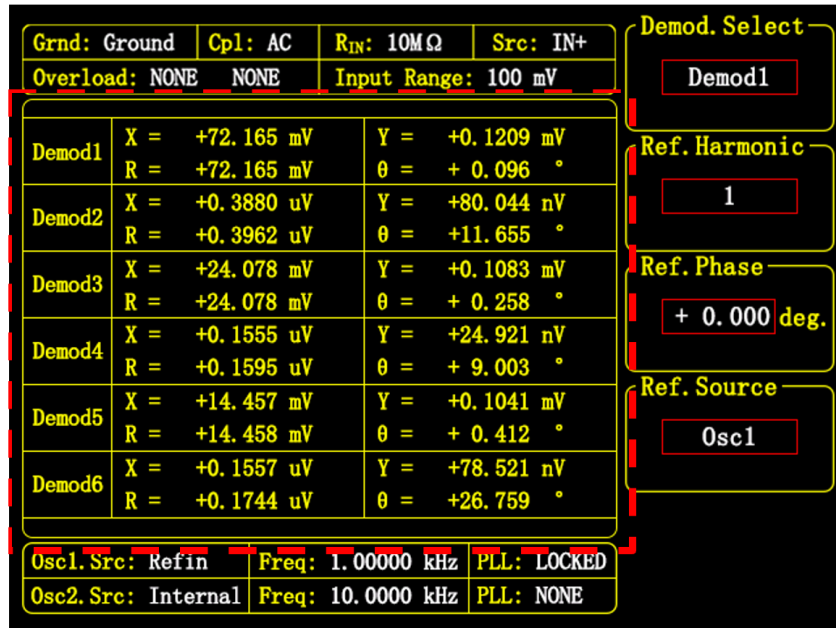 Grnd: Ground Cpl: AC R_IN: 10MΩ Src: IN+
Overload: NONE NONE Input Range: 100 mV
Demod1 X = +72.165 mV Y = +0.1209 mV
R = +72.165 mV θ = + 0.096 °
Demod2 X = +0.3880 uV Y = +80.044 nV
R = +0.3962 uV θ = +11.655 °
Demod3 X = +24.078 mV Y = +0.1083 mV
R = +24.078 mV θ = + 0.258 °
Demod4 X = +0.1555 uV Y = +24.921 nV
R = +0.1595 uV θ = + 9.003 °
Demod5 X = +14.457 mV Y = +0.1041 mV
R = +14.458 mV θ = + 0.412 °
Demod6 X = +0.1557 uV Y = +78.521 nV
R = +0.1744 uV θ = +26.759 °
Osc1.Src: Refin Freq: 1.00000 kHz PLL: LOCKED
Osc2.Src: Internal Freq: 10.0000 kHz PLL: NONE
Demod.Select
Demod1
Ref.Harmonic
1
Ref.Phase
+ 0.000 deg.
Ref.Source
Osc1